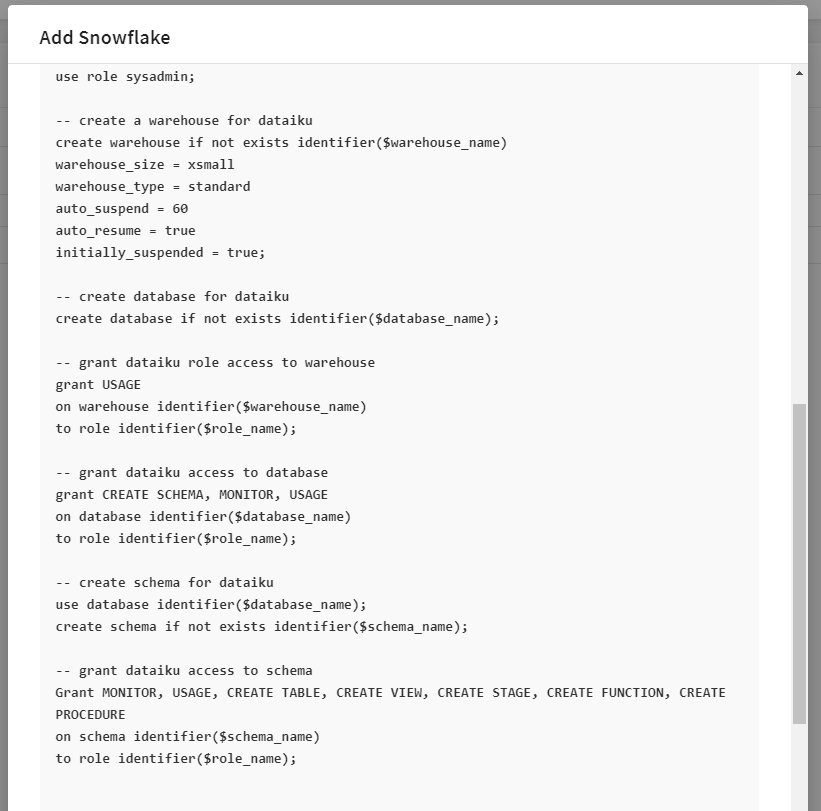 Add Snowflake
use role sysadmin;
-- create a warehouse for dataiku
create warehouse if not exists identifier($warehouse_name)
warehouse_size = xsmall
warehouse_type = standard
auto_suspend = 60
auto_resume = true
initially_suspended = true;
-- create database for dataiku
create database if not exists identifier($database_name);
-- grant dataiku role access to warehouse
grant USAGE
on warehouse identifier($warehouse_name)
to role identifier($role_name);
-- grant dataiku access to database
grant CREATE SCHEMA, MONITOR, USAGE
on database identifier($database_name)
to role identifier($role_name);
-- create schema for dataiku
use database identifier($database_name);
create schema if not exists identifier($schema_name);
-- grant dataiku access to schema
Grant MONITOR, USAGE, CREATE TABLE, CREATE VIEW, CREATE STAGE, CREATE FUNCTION, CREATE
PROCEDURE
on schema identifier($schema_name)
to role identifier($role_name);